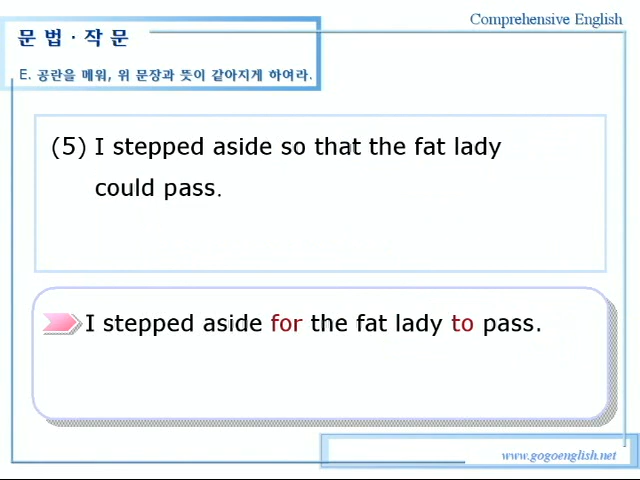 Comprehensive English
문 법 · 작 문
E. 공란을 메워, 위 문장과 뜻이 같아지게 하여라.
(5) I stepped aside so that the fat lady
could pass.
I stepped aside for the fat lady to pass.
www.gogoenglish.net